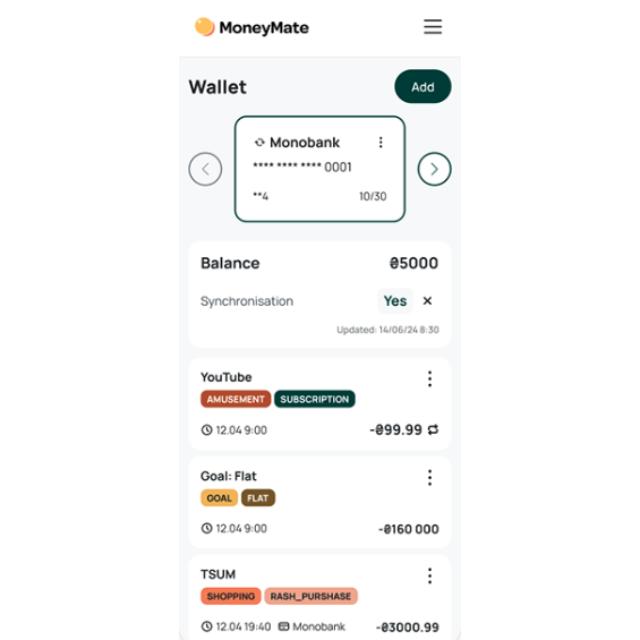 MoneyMate
Wallet
Add
Monobank
**** **** **** 0001
**4 10/30
Balance ₴5000
Synchronisation Yes ×
Updated: 14/06/24 8:30
YouTube
AMUSEMENT SUBSCRIPTION
12.04 9:00 -₴99.99
Goal: Flat
GOAL FLAT
12.04 9:00 -₴160 000
TSUM
SHOPPING RASH_PURSHASE
12.04 19:40 Monobank -₴3000.99